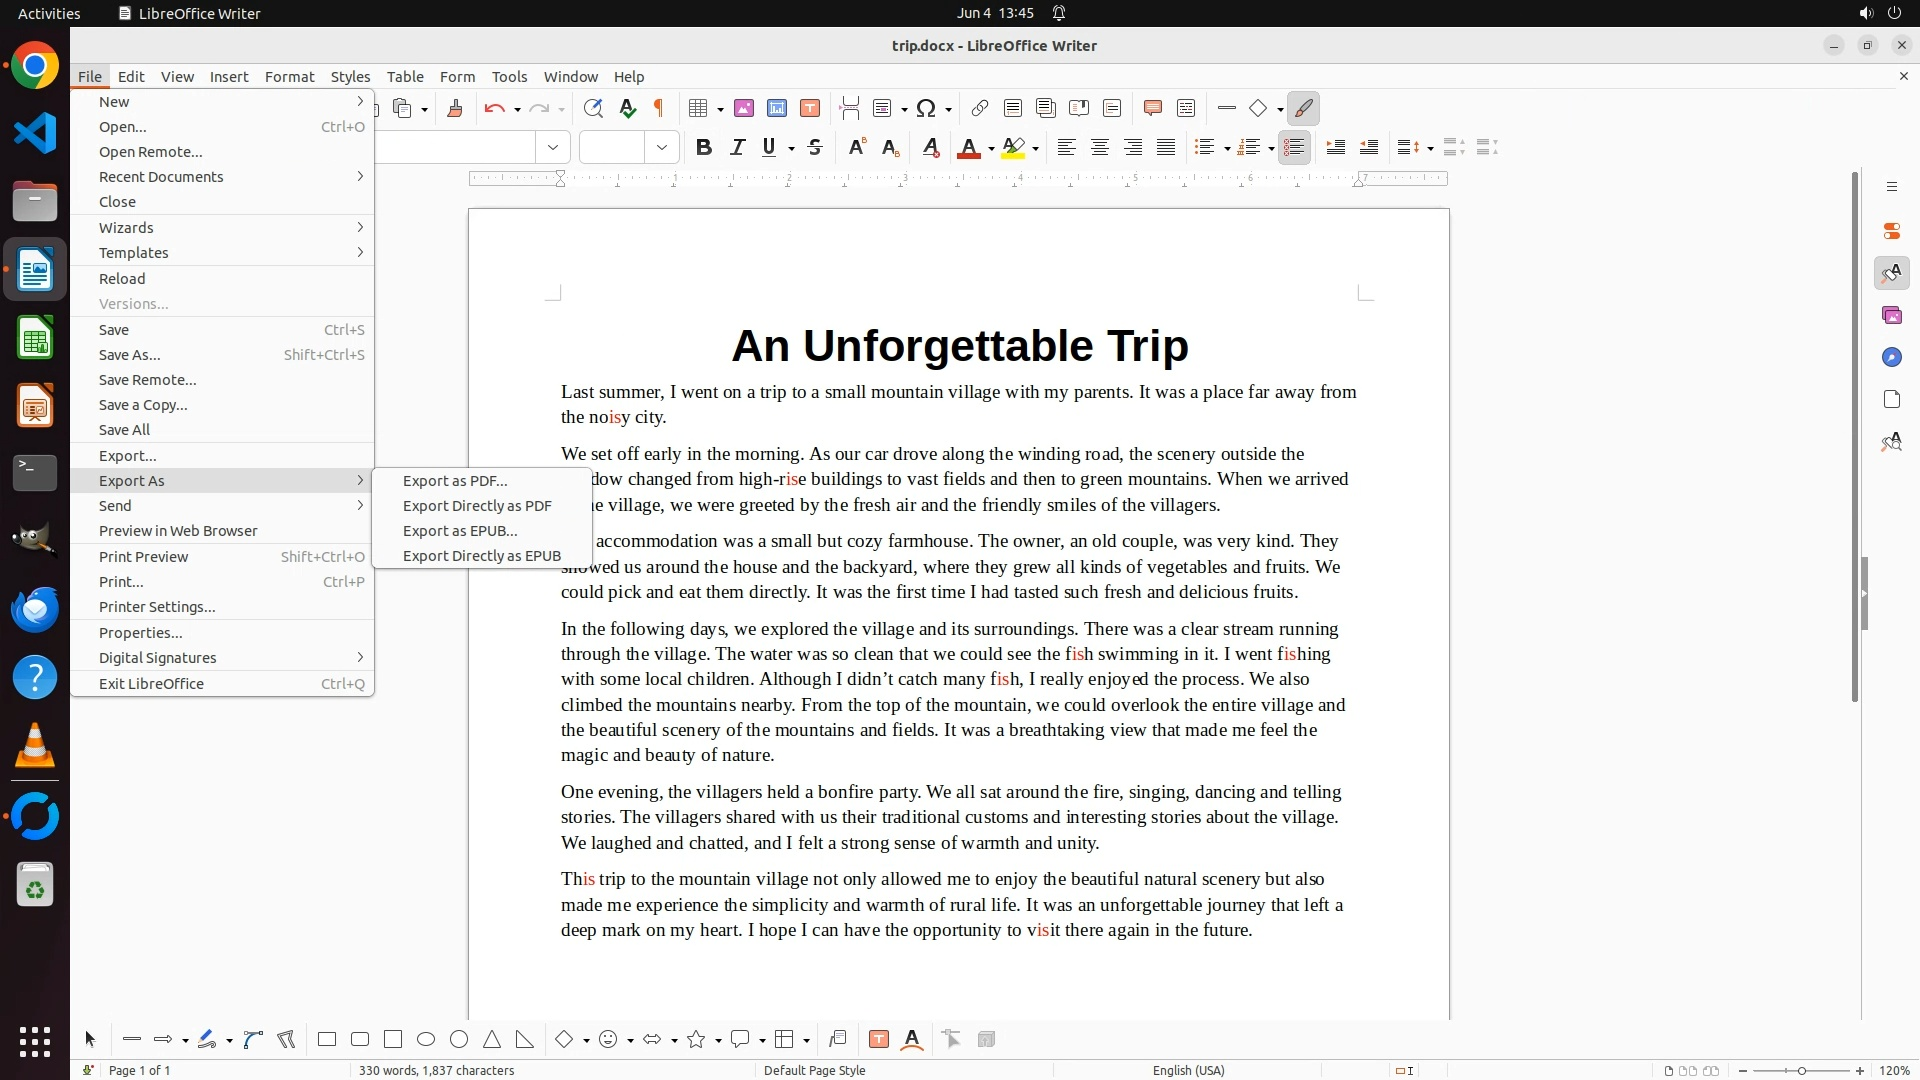 Activities
LibreOffice Writer
Jun 4 13:45
trip.docx - LibreOffice Writer
File Edit View Insert Format Styles Table Form Tools Window Help
New
Open... Ctrl+O
Open Remote...
Recent Documents
Close
Wizards
Templates
Reload
Versions...
Save Ctrl+S
Save As... Shift+Ctrl+S
Save Remote...
Save a Copy...
Save All
Export...
Export As
Send
Preview in Web Browser
Print Preview Shift+Ctrl+O
Print... Ctrl+P
Printer Settings...
Properties...
Digital Signatures
Exit LibreOffice Ctrl+Q
Export as PDF...
Export Directly as PDF
Export as EPUB...
Export Directly as EPUB
1 2 3 4 5 6 7
An Unforgettable Trip
Last summer, I went on a trip to a small mountain village with my parents. It was a place far away from
the noisy city.
We set off early in the morning. As our car drove along the winding road, the scenery outside the
dow changed from high-rise buildings to vast fields and then to green mountains. When we arrived
e village, we were greeted by the fresh air and the friendly smiles of the villagers.
accommodation was a small but cozy farmhouse. The owner, an old couple, was very kind. They
showed us around the house and the backyard, where they grew all kinds of vegetables and fruits. We
could pick and eat them directly. It was the first time I had tasted such fresh and delicious fruits.
In the following days, we explored the village and its surroundings. There was a clear stream running
through the village. The water was so clean that we could see the fish swimming in it. I went fishing
with some local children. Although I didn’t catch many fish, I really enjoyed the process. We also
climbed the mountains nearby. From the top of the mountain, we could overlook the entire village and
the beautiful scenery of the mountains and fields. It was a breathtaking view that made me feel the
magic and beauty of nature.
One evening, the villagers held a bonfire party. We all sat around the fire, singing, dancing and telling
stories. The villagers shared with us their traditional customs and interesting stories about the village.
We laughed and chatted, and I felt a strong sense of warmth and unity.
This trip to the mountain village not only allowed me to enjoy the beautiful natural scenery but also
made me experience the simplicity and warmth of rural life. It was an unforgettable journey that left a
deep mark on my heart. I hope I can have the opportunity to visit there again in the future.
Page 1 of 1
330 words, 1,837 characters
Default Page Style
English (USA)
120%